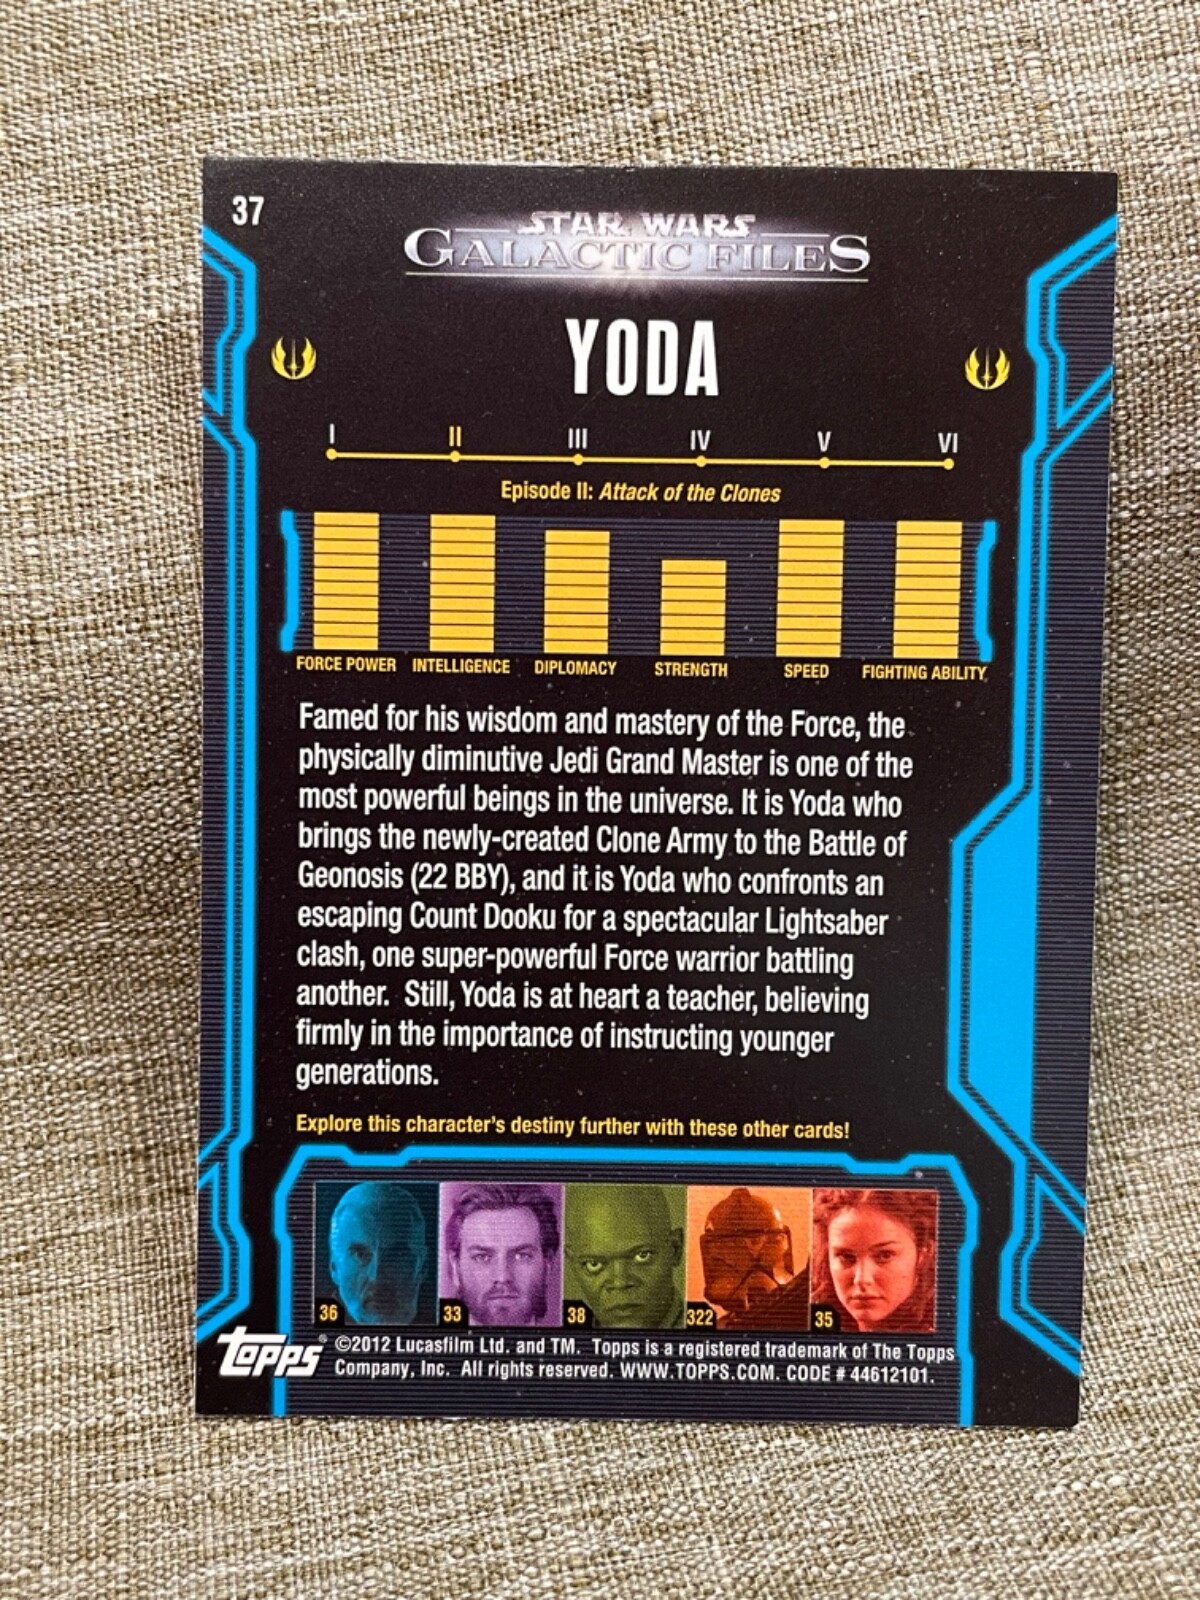 37
STAR WARS
GALACTIC FILES
YODA
I II III IV V VI
Episode II: Attack of the Clones
FORCE POWER INTELLIGENCE DIPLOMACY STRENGTH SPEED FIGHTING ABILITY
Famed for his wisdom and mastery of the Force, the
physically diminutive Jedi Grand Master is one of the
most powerful beings in the universe. It is Yoda who
brings the newly-created Clone Army to the Battle of
Geonosis (22 BBY), and it is Yoda who confronts an
escaping Count Dooku for a spectacular Lightsaber
clash, one super-powerful Force warrior battling
another. Still, Yoda is at heart a teacher, believing
firmly in the importance of instructing younger
generations.
Explore this character's destiny further with these other cards!
36 33 38 322 35
topps ® ©2012 Lucasfilm Ltd. and TM. Topps is a registered trademark of The Topps
Company, Inc. All rights reserved. WWW.TOPPS.COM. CODE # 44612101.